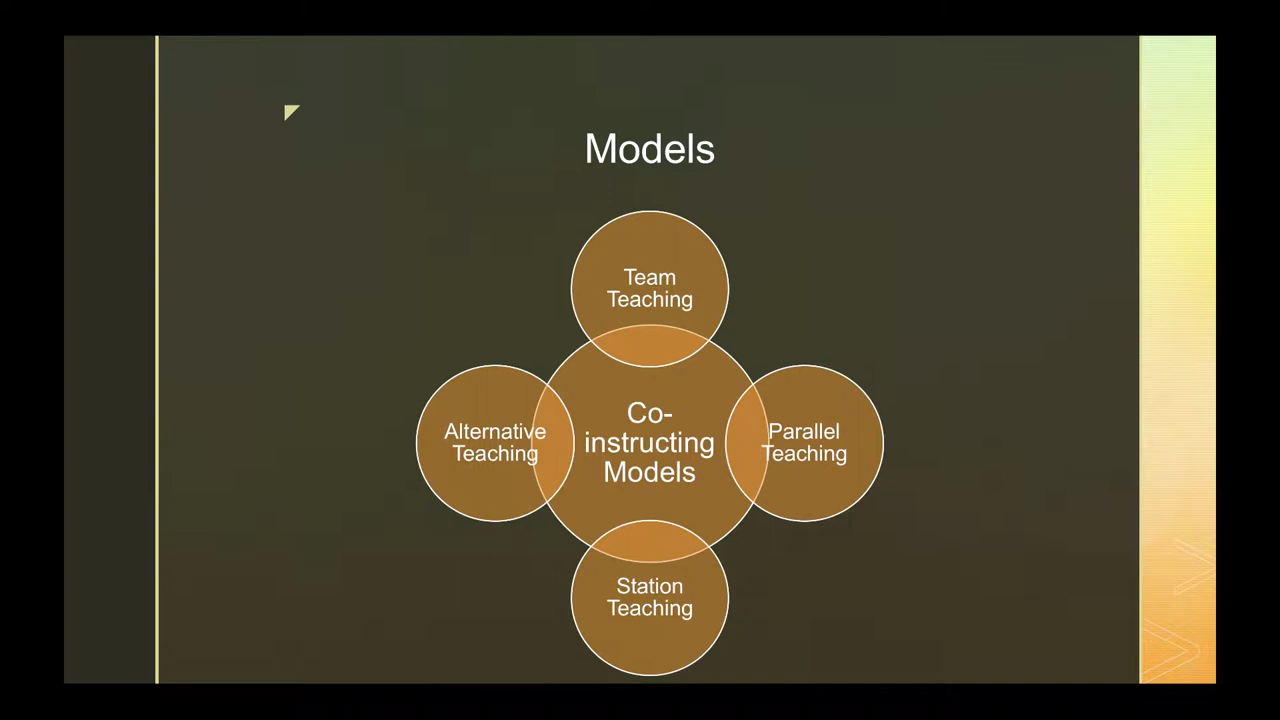 Models
Team
Teaching
Alternative
Teaching
Co-
instructing
Models
Parallel
Teaching
Station
Teaching